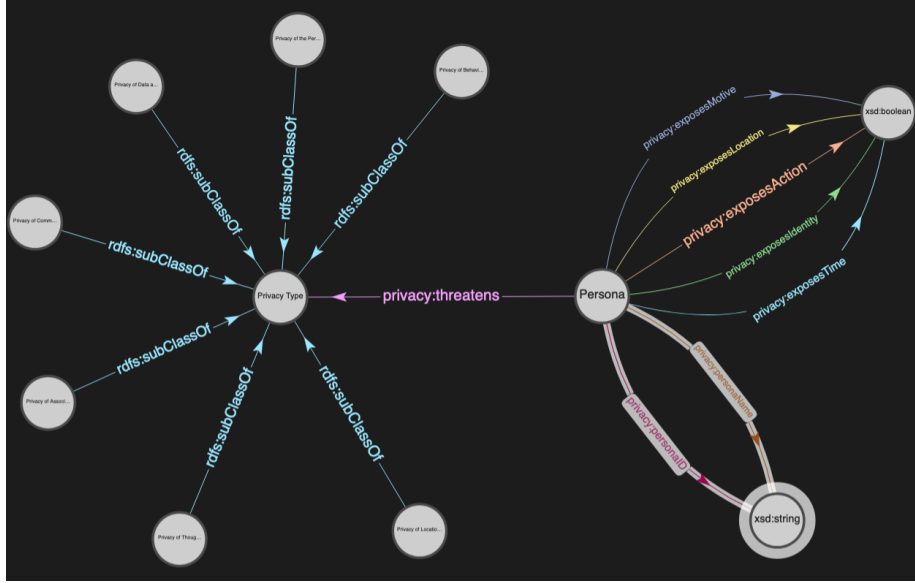 Privacy of the Per...
Privacy of Behavi...
Privacy of Data a...
rdfs:subClassOf
rdfs:subClassOf
rdfs:subClassOf
Privacy of Comm...
rdfs:subClassOf
Privacy Type
privacy:threatens
Persona
privacy:exposesMotive
privacy:exposesLocation
privacy:exposesAction
privacy:exposesIdentity
privacy:exposesTime
xsd:boolean
rdfs:subClassOf
Privacy of Associ...
rdfs:subClassOf
rdfs:subClassOf
privacy:personaName
privacy:personaID
Privacy of Thoug...
Privacy of Locatio...
xsd:string